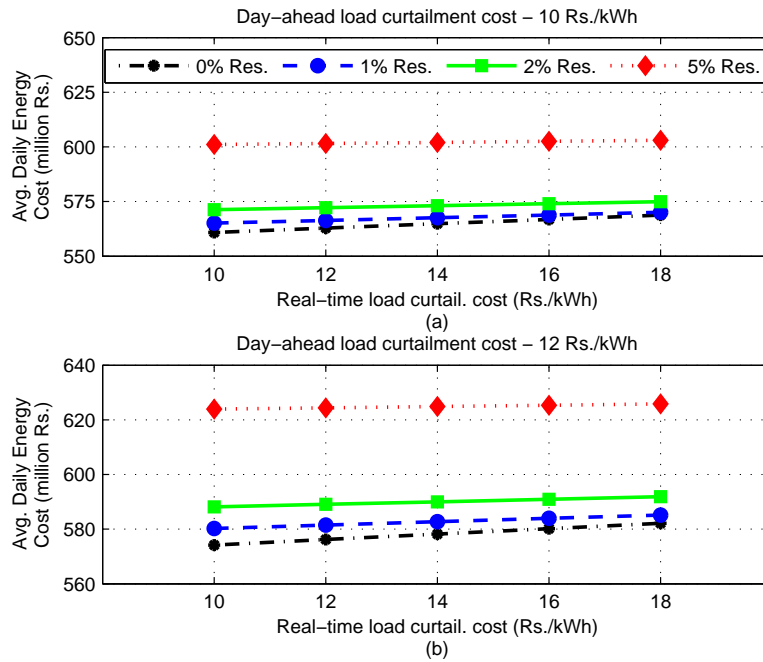 Day−ahead load curtailment cost − 10 Rs./kWh
650
625
600
575
550
Avg. Daily Energy
Cost (million Rs.)
0% Res. 1% Res. 2% Res. 5% Res.
10 12 14 16 18
Real−time load curtail. cost (Rs./kWh)
(a)
Day−ahead load curtailment cost − 12 Rs./kWh
640
620
600
580
560
Avg. Daily Energy
Cost (million Rs.)
10 12 14 16 18
Real−time load curtail. cost (Rs./kWh)
(b)